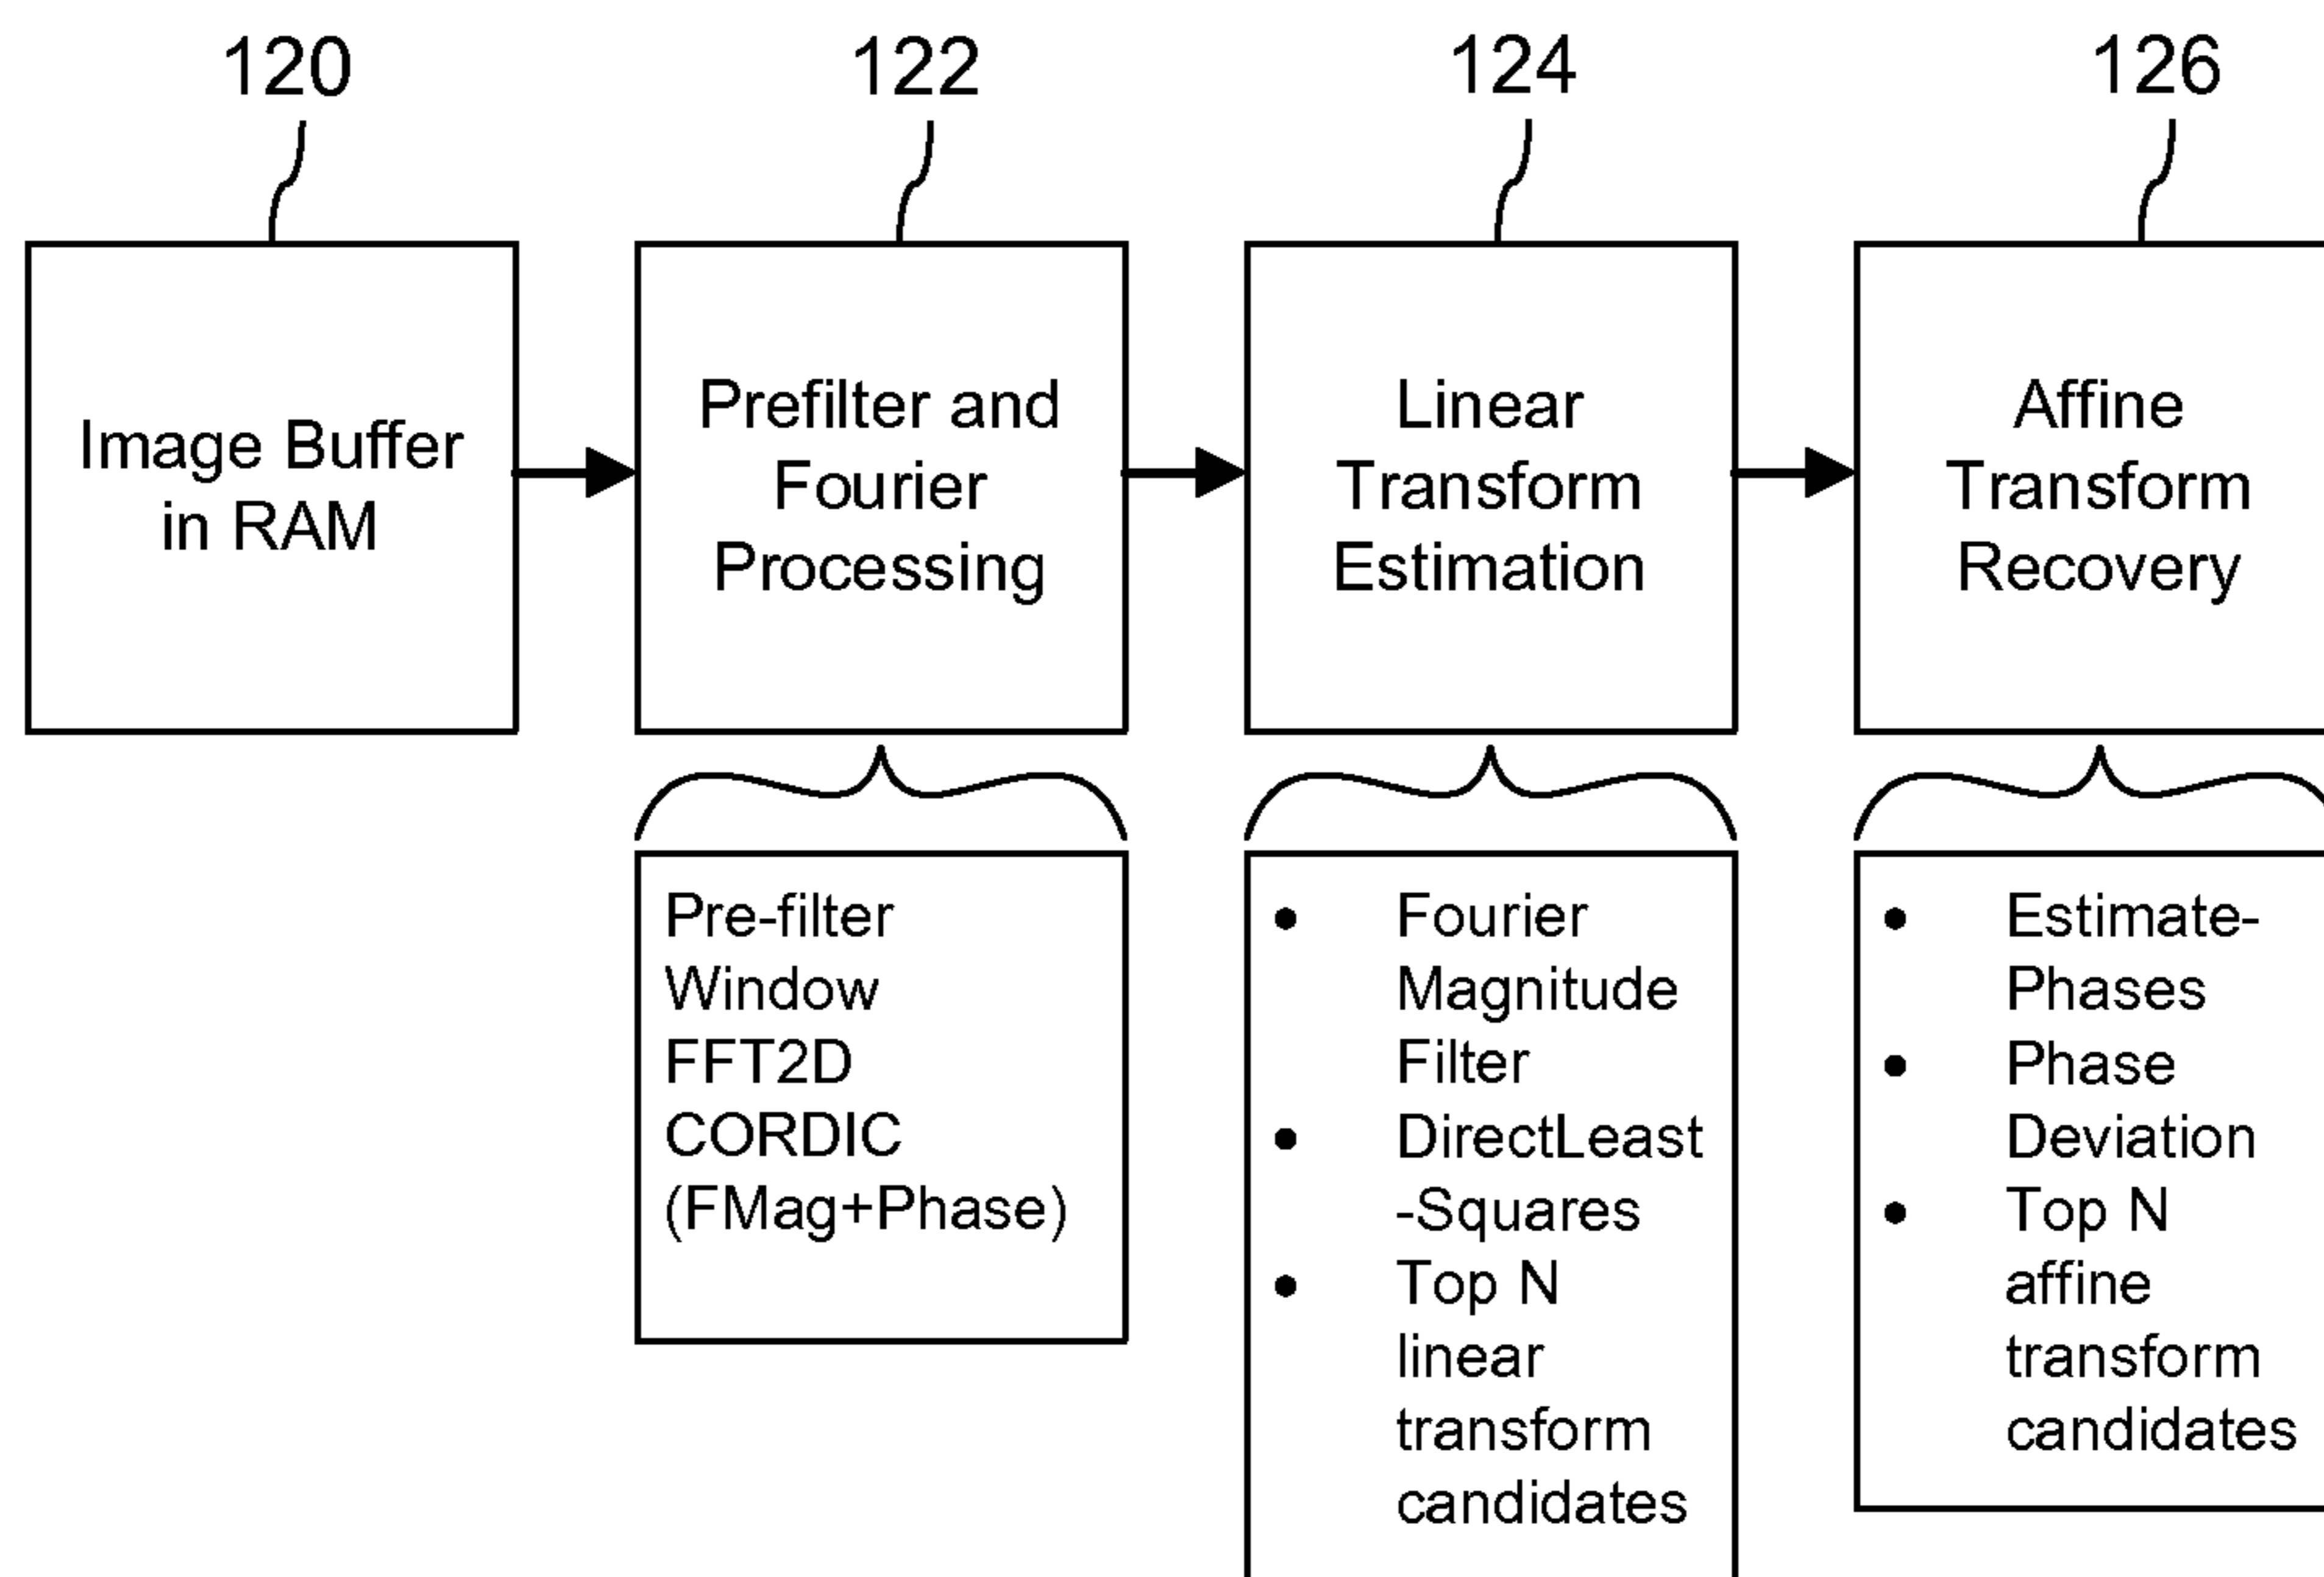 120
122
124
126
Image Buffer
in RAM
Prefilter and
Fourier
Processing
Linear
Transform
Estimation
Affine
Transform
Recovery
Pre-filter
Window
FFT2D
CORDIC
(FMag+Phase)
• Fourier
Magnitude
Filter
• DirectLeast
-Squares
• Top N
linear
transform
candidates
• Estimate-
Phases
• Phase
Deviation
• Top N
affine
transform
candidates